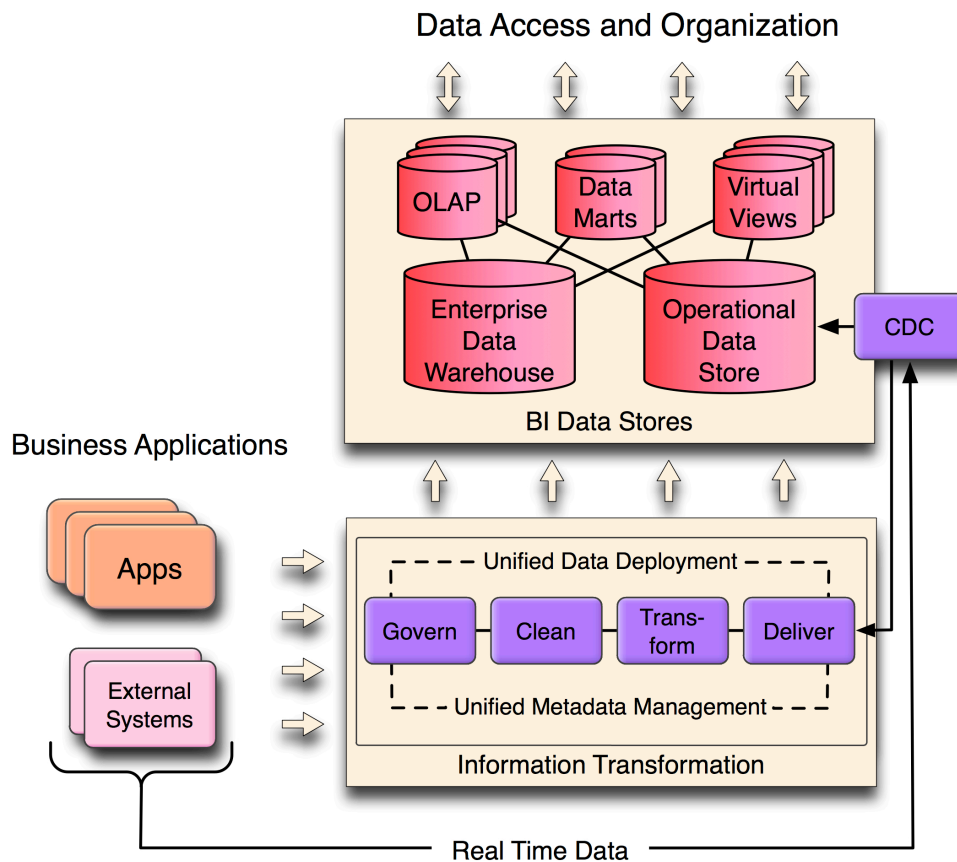 Data Access and Organization
OLAP
Data
Marts
Virtual
Views
Enterprise
Data
Warehouse
Operational
Data
Store
CDC
BI Data Stores
Business Applications
Apps
External
Systems
Unified Data Deployment
Govern
Clean
Trans-
form
Deliver
Unified Metadata Management
Information Transformation
Real Time Data